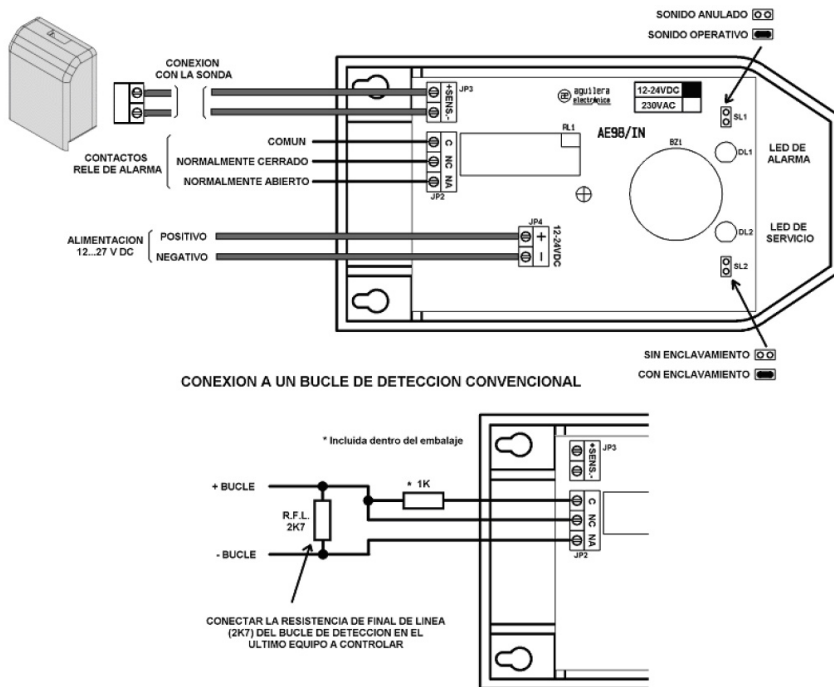 SONIDO ANULADO
SONIDO OPERATIVO
CONEXION
CON LA SONDA
+SENS.-
JP3
aguilera
electrónica
12-24VDC
230VAC
SL1
AE98/IN
RL1
BZ1
DL1
LED DE
ALARMA
CONTACTOS
RELE DE ALARMA
COMUN
NORMALMENTE CERRADO
NORMALMENTE ABIERTO
C
NC
NA
JP2
JP4
ALIMENTACION
12...27 V DC
POSITIVO
NEGATIVO
+
-
12-24VDC
DL2
LED DE
SERVICIO
SL2
SIN ENCLAVAMIENTO
CON ENCLAVAMIENTO
CONEXION A UN BUCLE DE DETECCION CONVENCIONAL
* Incluida dentro del embalaje
+SENS.-
JP3
+ BUCLE
* 1K
R.F.L.
2K7
- BUCLE
C
NC
NA
JP2
CONECTAR LA RESISTENCIA DE FINAL DE LINEA
(2K7) DEL BUCLE DE DETECCION EN EL
ULTIMO EQUIPO A CONTROLAR